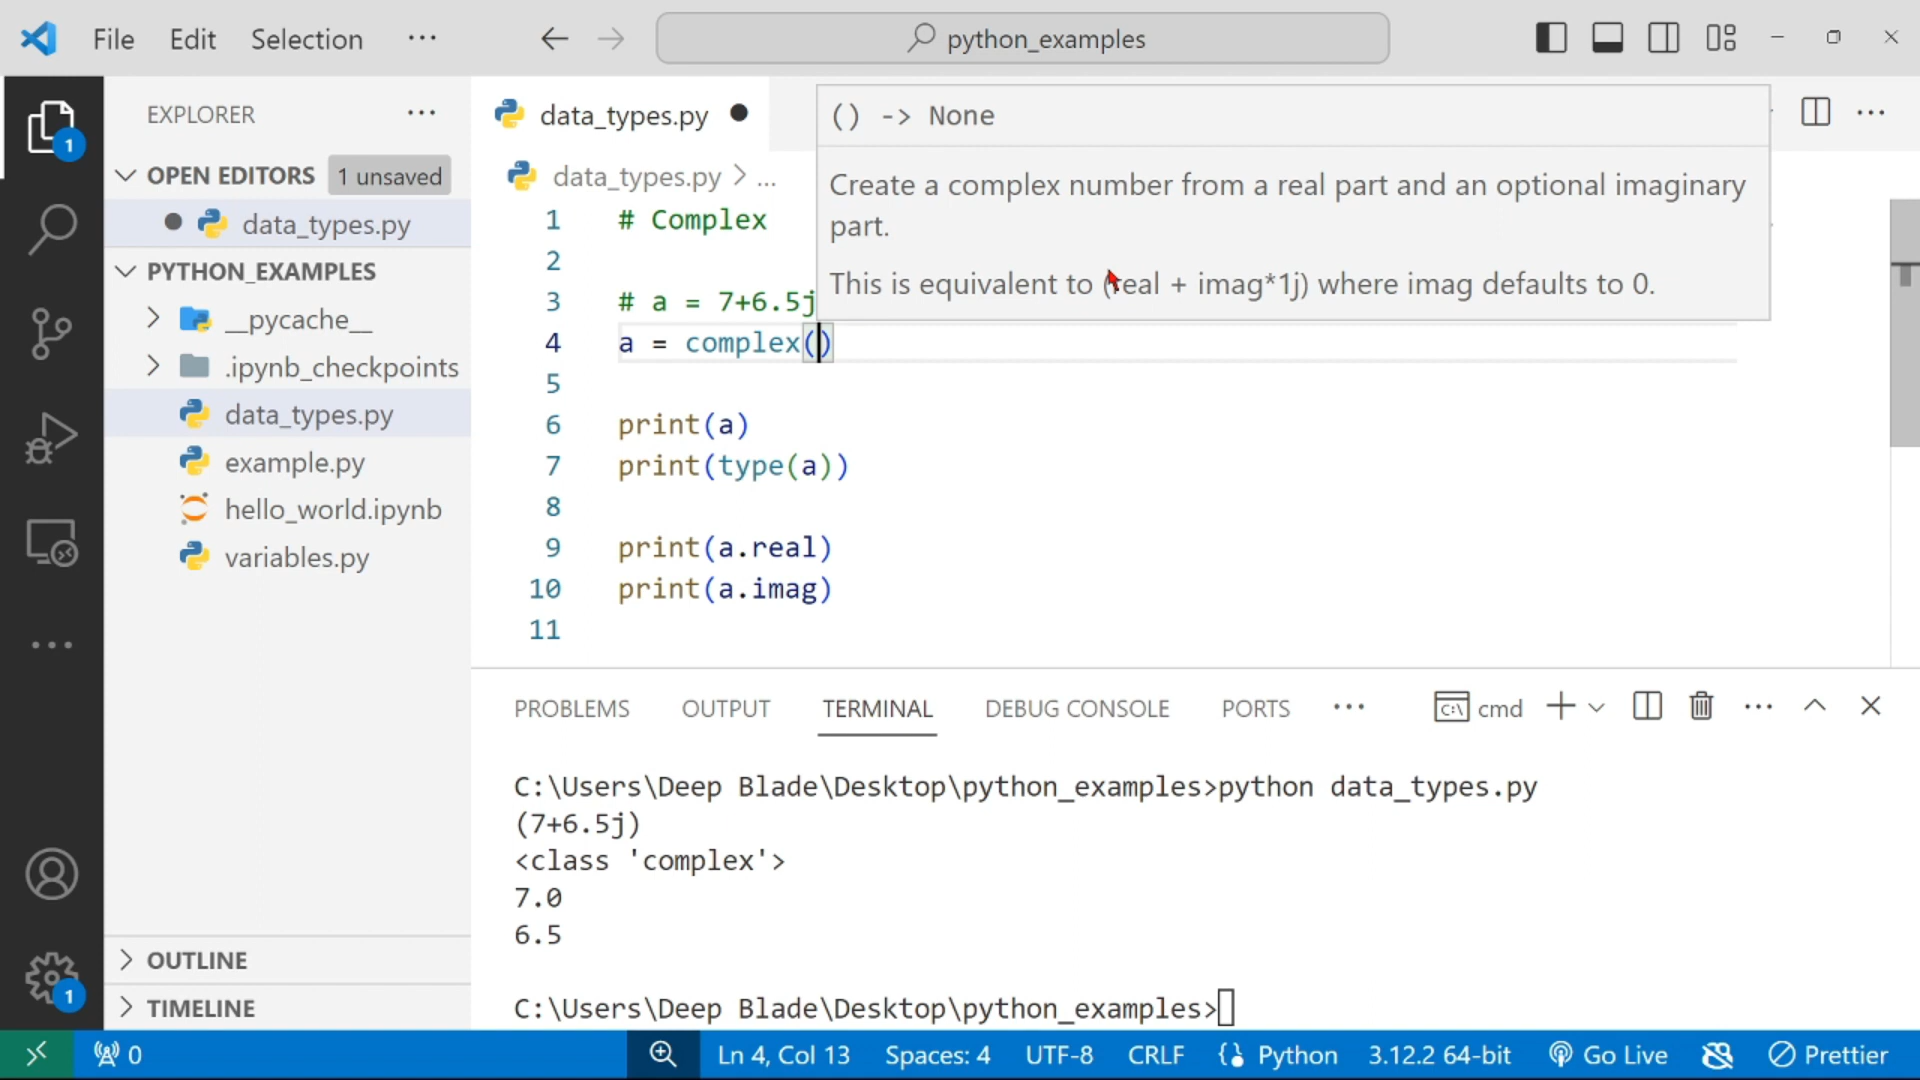 File Edit Selection ··· python_examples
EXPLORER ···
OPEN EDITORS 1 unsaved
data_types.py
PYTHON_EXAMPLES
__pycache__
.ipynb_checkpoints
data_types.py
example.py
hello_world.ipynb
variables.py
OUTLINE
TIMELINE
data_types.py
data_types.py > ...
() -> None
Create a complex number from a real part and an optional imaginary
part.
This is equivalent to (real + imag*1j) where imag defaults to 0.
1 # Complex
2
3 # a = 7+6.5j
4 a = complex()
5
6 print(a)
7 print(type(a))
8
9 print(a.real)
10 print(a.imag)
11
PROBLEMS OUTPUT TERMINAL DEBUG CONSOLE PORTS ··· cmd
C:\Users\Deep Blade\Desktop\python_examples>python data_types.py
(7+6.5j)
<class 'complex'>
7.0
6.5
C:\Users\Deep Blade\Desktop\python_examples>
1
1
0 Ln 4, Col 13 Spaces: 4 UTF-8 CRLF Python 3.12.2 64-bit Go Live Prettier